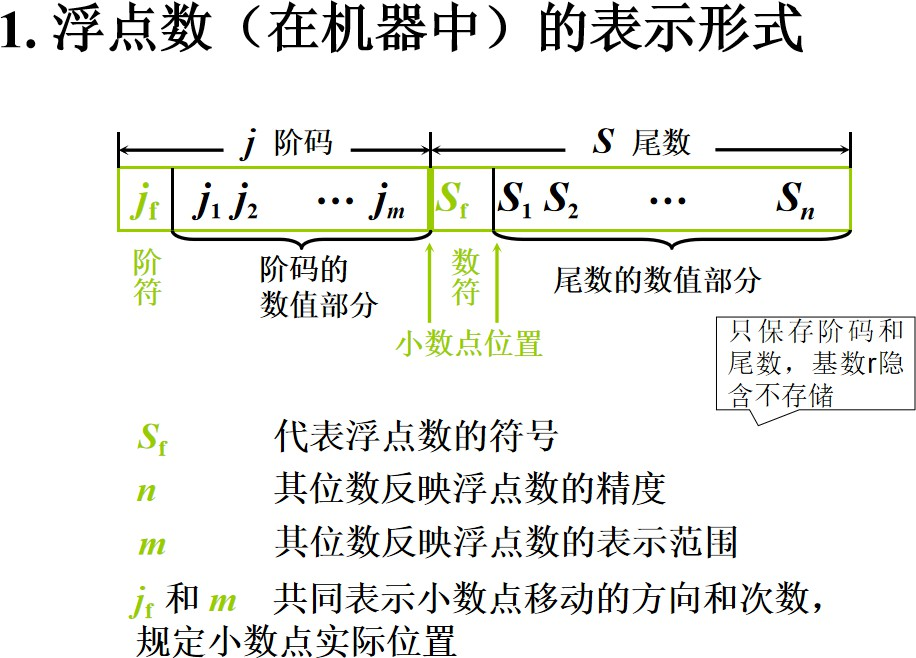 1. 浮点数（在机器中）的表示形式
j 阶码 S 尾数
jf j1 j2 … jm Sf S1 S2 … Sn
阶符
阶码的
数值部分
数符
尾数的数值部分
小数点位置
只保存阶码和
尾数，基数r隐
含不存储
Sf 代表浮点数的符号
n 其位数反映浮点数的精度
m 其位数反映浮点数的表示范围
jf 和 m 共同表示小数点移动的方向和次数，
规定小数点实际位置